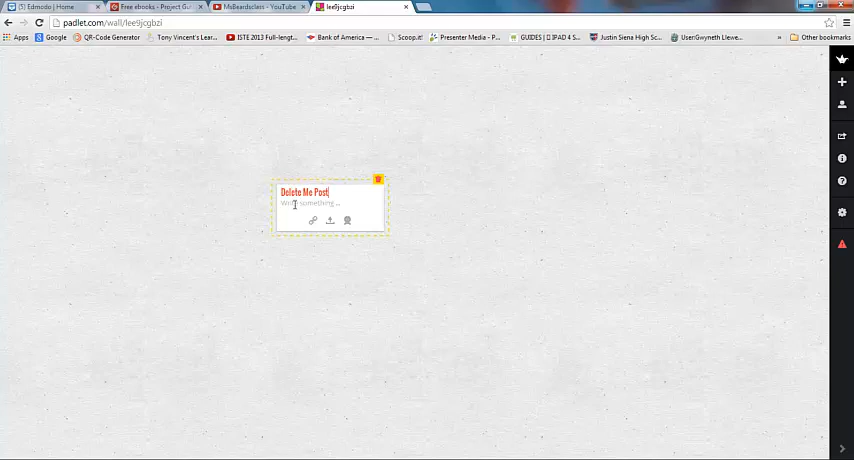 (5) Edmodo | Home
Free ebooks - Project Gu
MsBeardsclass - YouTube
lee9jcgbzi
padlet.com/wall/lee9jcgbzi
Apps Google QR-Code Generator Tony Vincent's Lear... ISTE 2013 Full-lengt... Bank of America — ... Scoop.it! Presenter Media - P... GUIDES | IPAD 4 S... Justin Siena High Sc... User:Gwyneth Llewe... » Other bookmarks
Delete Me Post
Write something ...